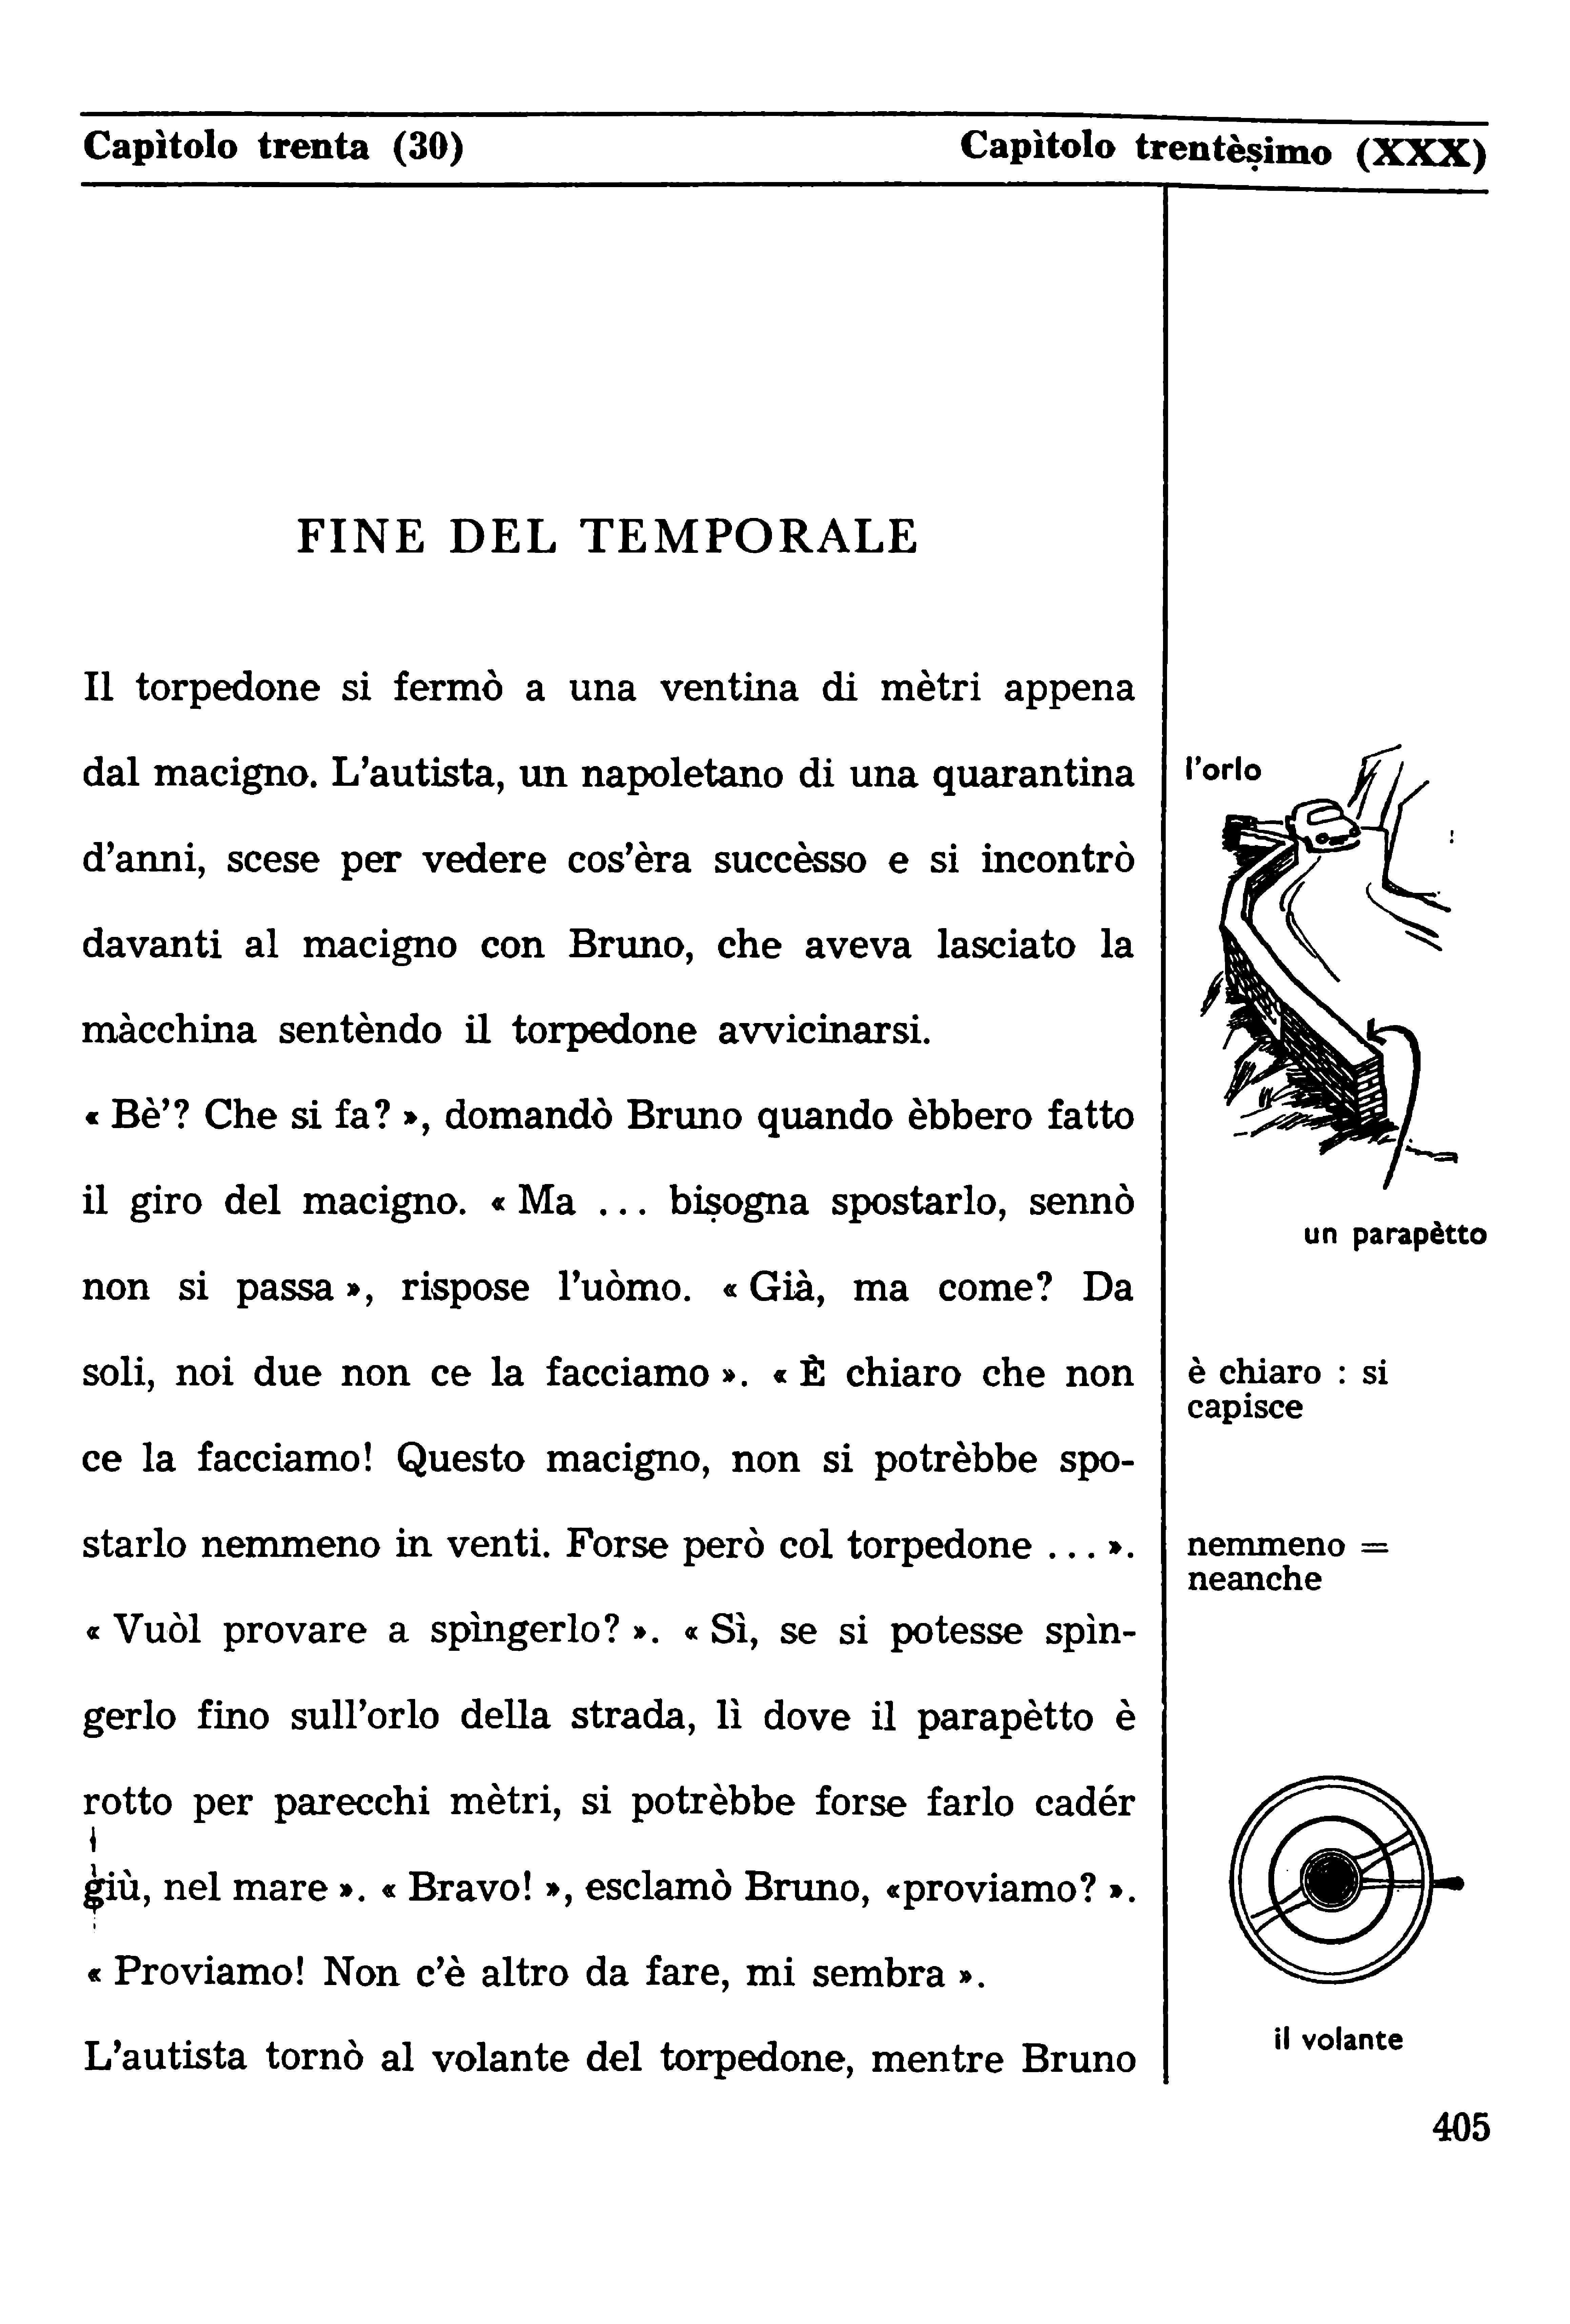 Capìtolo trenta (30)
Capìtolo trentèṣimo (XXX)
FINE DEL TEMPORALE
Il torpedone si fermò a una ventina di mètri appena
dal macigno. L'autista, un napoletano di una quarantina
d'anni, scese per vedere cos'èra succèsso e si incontrò
davanti al macigno con Bruno, che aveva lasciato la
màcchina sentèndo il torpedone avvicinarsi.
« Bè'? Che si fa? », domandò Bruno quando èbbero fatto
il giro del macigno. « Ma ... biṣogna spostarlo, sennò
non si passa », rispose l'uòmo. « Già, ma come? Da
soli, noi due non ce la facciamo ». « È chiaro che non
ce la facciamo! Questo macigno, non si potrèbbe spo-
starlo nemmeno in venti. Forse però col torpedone ... ».
« Vuòl provare a spìngerlo? ». « Sì, se si potesse spìn-
gerlo fino sull'orlo della strada, lì dove il parapètto è
rotto per parecchi mètri, si potrèbbe forse farlo cadér
giù, nel mare ». « Bravo! », esclamò Bruno, «proviamo? ».
« Proviamo! Non c'è altro da fare, mi sembra ».
L'autista tornò al volante del torpedone, mentre Bruno
l'orlo
un parapètto
è chiaro : si
capisce
nemmeno =
neanche
il volante
405